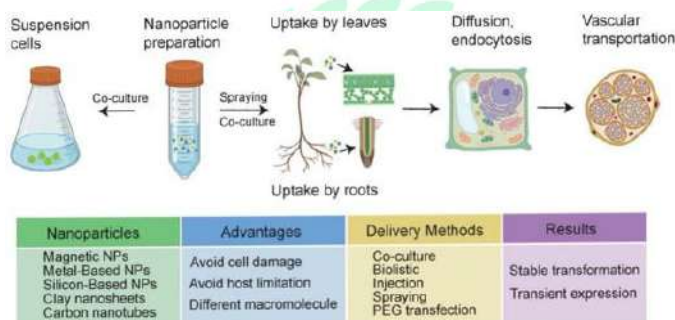 Suspension
cells
Nanoparticle
preparation
Uptake by leaves
Diffusion,
endocytosis
Vascular
transportation
Co-culture
Spraying
Co-culture
Uptake by roots
Nanoparticles
Magnetic NPs
Metal-Based NPs
Silicon-Based NPs
Clay nanosheets
Carbon nanotubes
Advantages
Avoid cell damage
Avoid host limitation
Different macromolecule
Delivery Methods
Co-culture
Biolistic
Injection
Spraying
PEG transfection
Results
Stable transformation
Transient expression